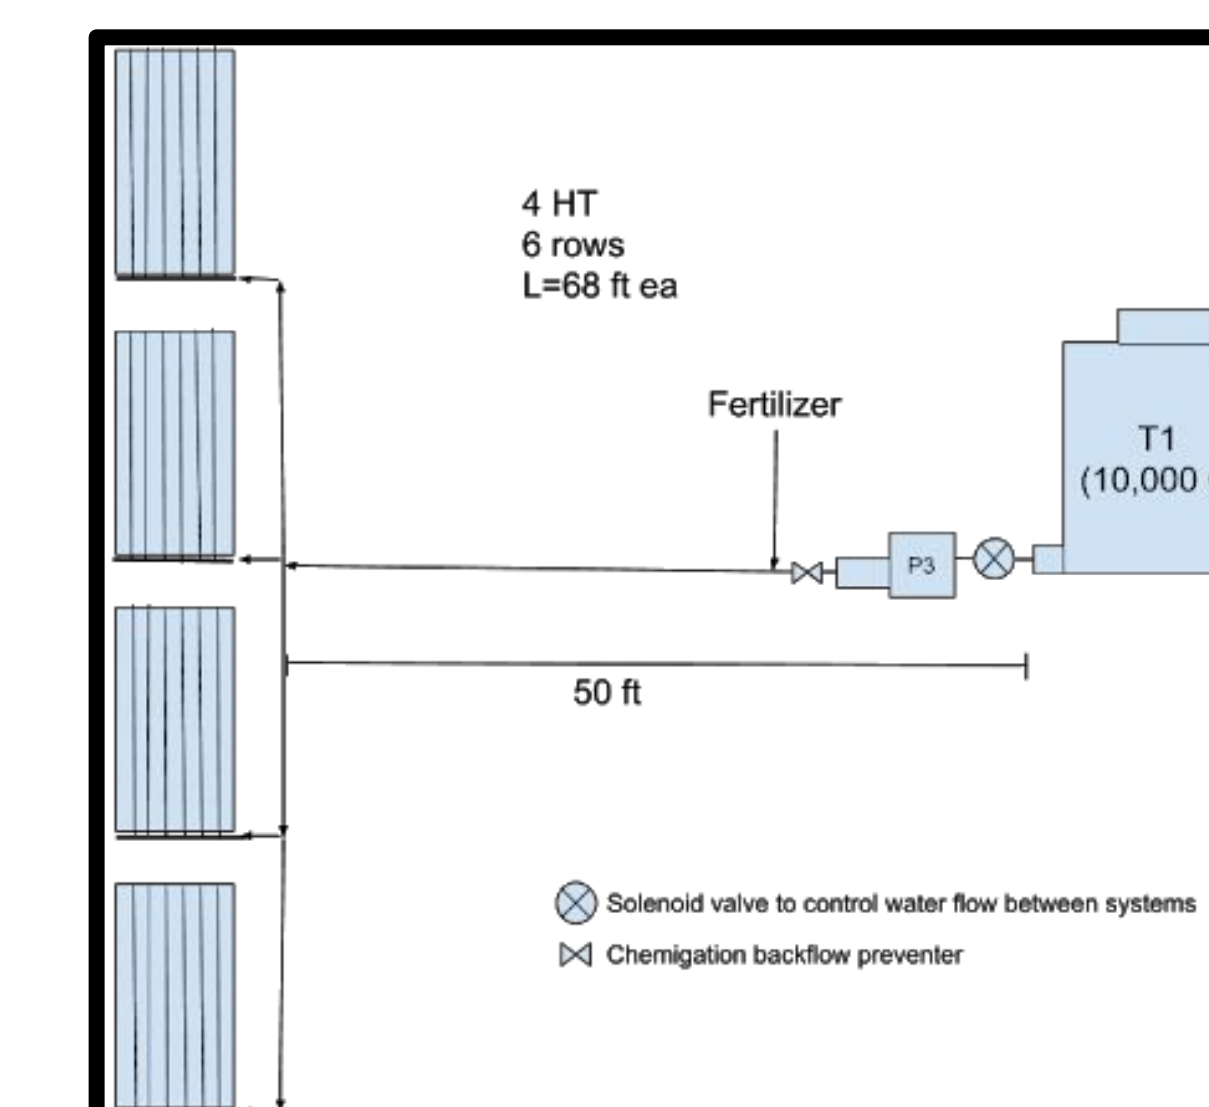 4 HT
6 rows
L=68 ft ea
Fertilizer
T1
(10,000
P3
50 ft
Solenoid valve to control water flow between systems
Chemigation backflow preventer